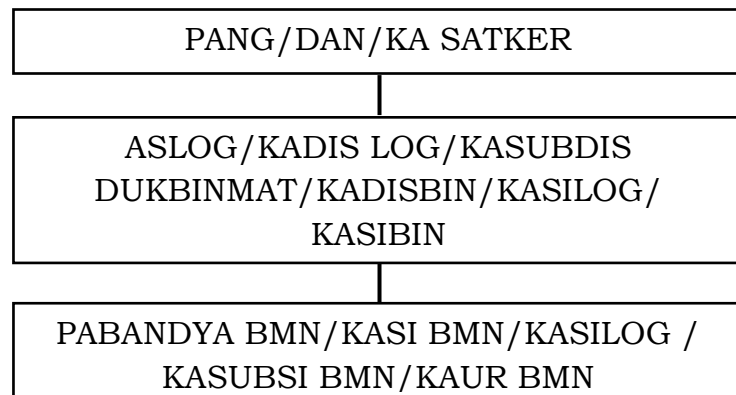 PANG/DAN/KA SATKER
ASLOG/KADIS LOG/KASUBDIS
DUKBINMAT/KADISBIN/KASILOG/
KASIBIN
PABANDYA BMN/KASI BMN/KASILOG /
KASUBSI BMN/KAUR BMN